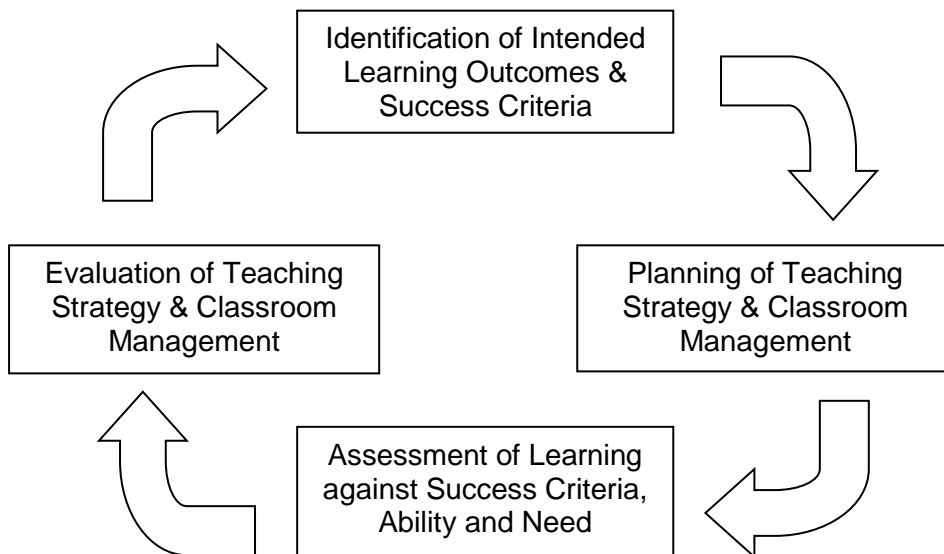 Identification of Intended
Learning Outcomes &
Success Criteria
Evaluation of Teaching
Strategy & Classroom
Management
Planning of Teaching
Strategy & Classroom
Management
Assessment of Learning
against Success Criteria,
Ability and Need